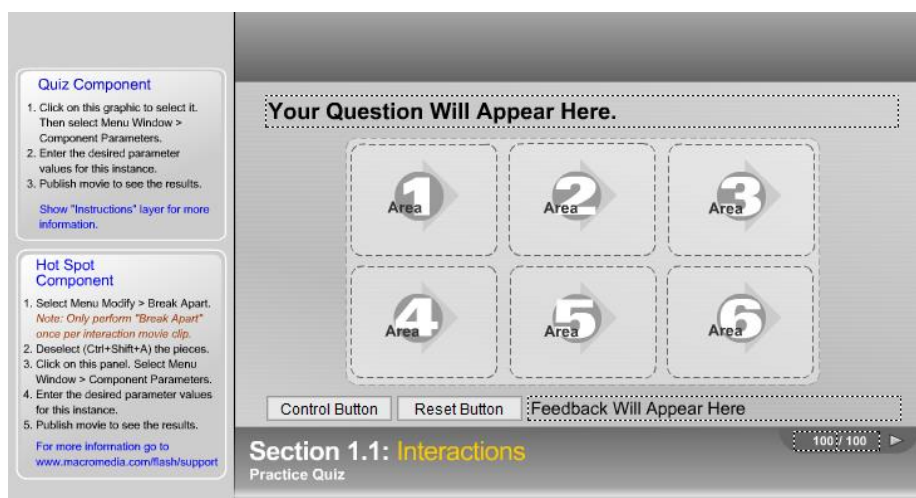 Quiz Component
1. Click on this graphic to select it.
Then select Menu Window >
Component Parameters.
2. Enter the desired parameter
values for this instance.
3. Publish movie to see the results.
Show "Instructions" layer for more
information.
Hot Spot
Component
1. Select Menu Modify > Break Apart.
Note: Only perform "Break Apart"
once per interaction movie clip.
2. Deselect (Ctrl+Shift+A) the pieces.
3. Click on this panel. Select Menu
Window > Component Parameters.
4. Enter the desired parameter values
for this instance.
5. Publish movie to see the results.
For more information go to
www.macromedia.com/flash/support
Your Question Will Appear Here.
Area 1
Area 2
Area 3
Area 4
Area 5
Area 6
Control Button
Reset Button
Feedback Will Appear Here
Section 1.1: Interactions
Practice Quiz
100 / 100